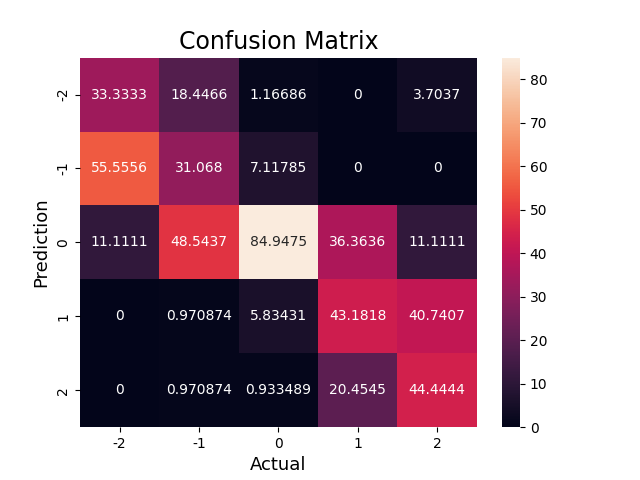 Confusion Matrix
-2 33.3333 18.4466 1.16686 0 3.7037
-1 55.5556 31.068 7.11785 0 0
0 11.1111 48.5437 84.9475 36.3636 11.1111
1 0 0.970874 5.83431 43.1818 40.7407
2 0 0.970874 0.933489 20.4545 44.4444
-2 -1 0 1 2
Prediction
Actual
80
70
60
50
40
30
20
10
0